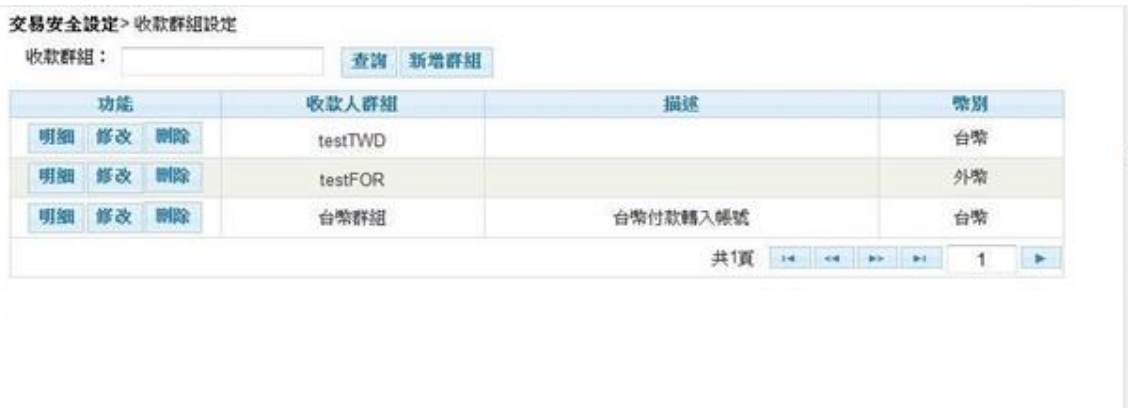 交易安全設定> 收款群組設定
收款群組： 查詢 新增群組
功能 收款人群組 描述 幣別
明細 修改 刪除 testTWD 台幣
明細 修改 刪除 testFOR 外幣
明細 修改 刪除 台幣群組 台幣付款轉入帳號 台幣
共1頁 1